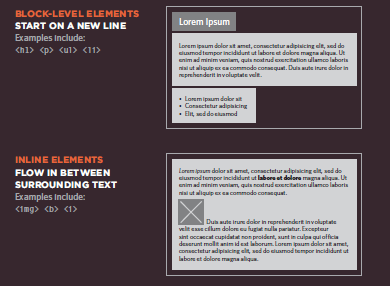 BLOCK-LEVEL ELEMENTS
START ON A NEW LINE
Examples include:
<h1> <p> <ul> <li>
Lorem Ipsum
Lorem ipsum dolor sit amet, consectetur adipisicing elit, sed do
eiusmod tempor incididunt ut labore et dolore magna aliqua. Ut
enim ad minim veniam, quis nostrud exercitation ullamco laboris
nisi ut aliquip ex ea commodo consequat. Duis aute irure dolor in
reprehenderit in voluptate velit.
• Lorem ipsum dolor sit
• Consectetur adipisicing
• Elit, sed do eiusmod
INLINE ELEMENTS
FLOW IN BETWEEN
SURROUNDING TEXT
Examples include:
<img> <b> <i>
Lorem ipsum dolor sit amet, consectetur adipisicing elit, sed do
eiusmod tempor incididunt ut labore et dolore magna aliqua. Ut
enim ad minim veniam, quis nostrud exercitation ullamco laboris
nisi ut aliquip ex ea commodo consequat.
Duis aute irure dolor in reprehenderit in voluptate
velit esse cillum dolore eu fugiat nulla pariatur. Excepteur
sint occaecat cupidatat non proident, sunt in culpa qui officia
deserunt mollit anim id est laborum. Lorem ipsum dolor sit amet,
consectetur adipisicing elit, sed do eiusmod tempor incididunt ut
labore et dolore magna aliqua.